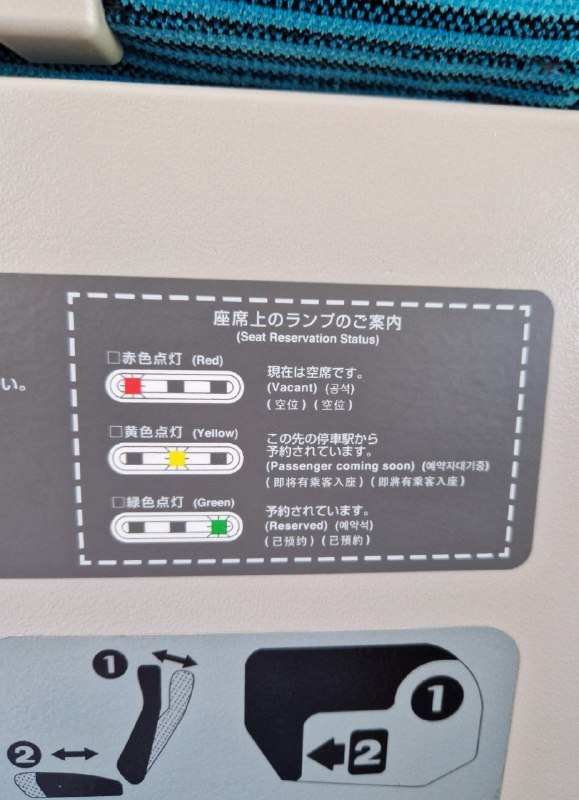 い。
座席上のランプのご案内
(Seat Reservation Status)
□赤色点灯 (Red)
現在は空席です。
(Vacant) (공석)
(空位) (空位)
□黄色点灯 (Yellow)
この先の停車駅から
予約されています。
(Passenger coming soon) (예약자대기중)
(即将有乘客入座) (即將有乘客入座)
□緑色点灯 (Green)
予約されています。
(Reserved) (예약석)
(已预约) (已預約)
1
2
1
2